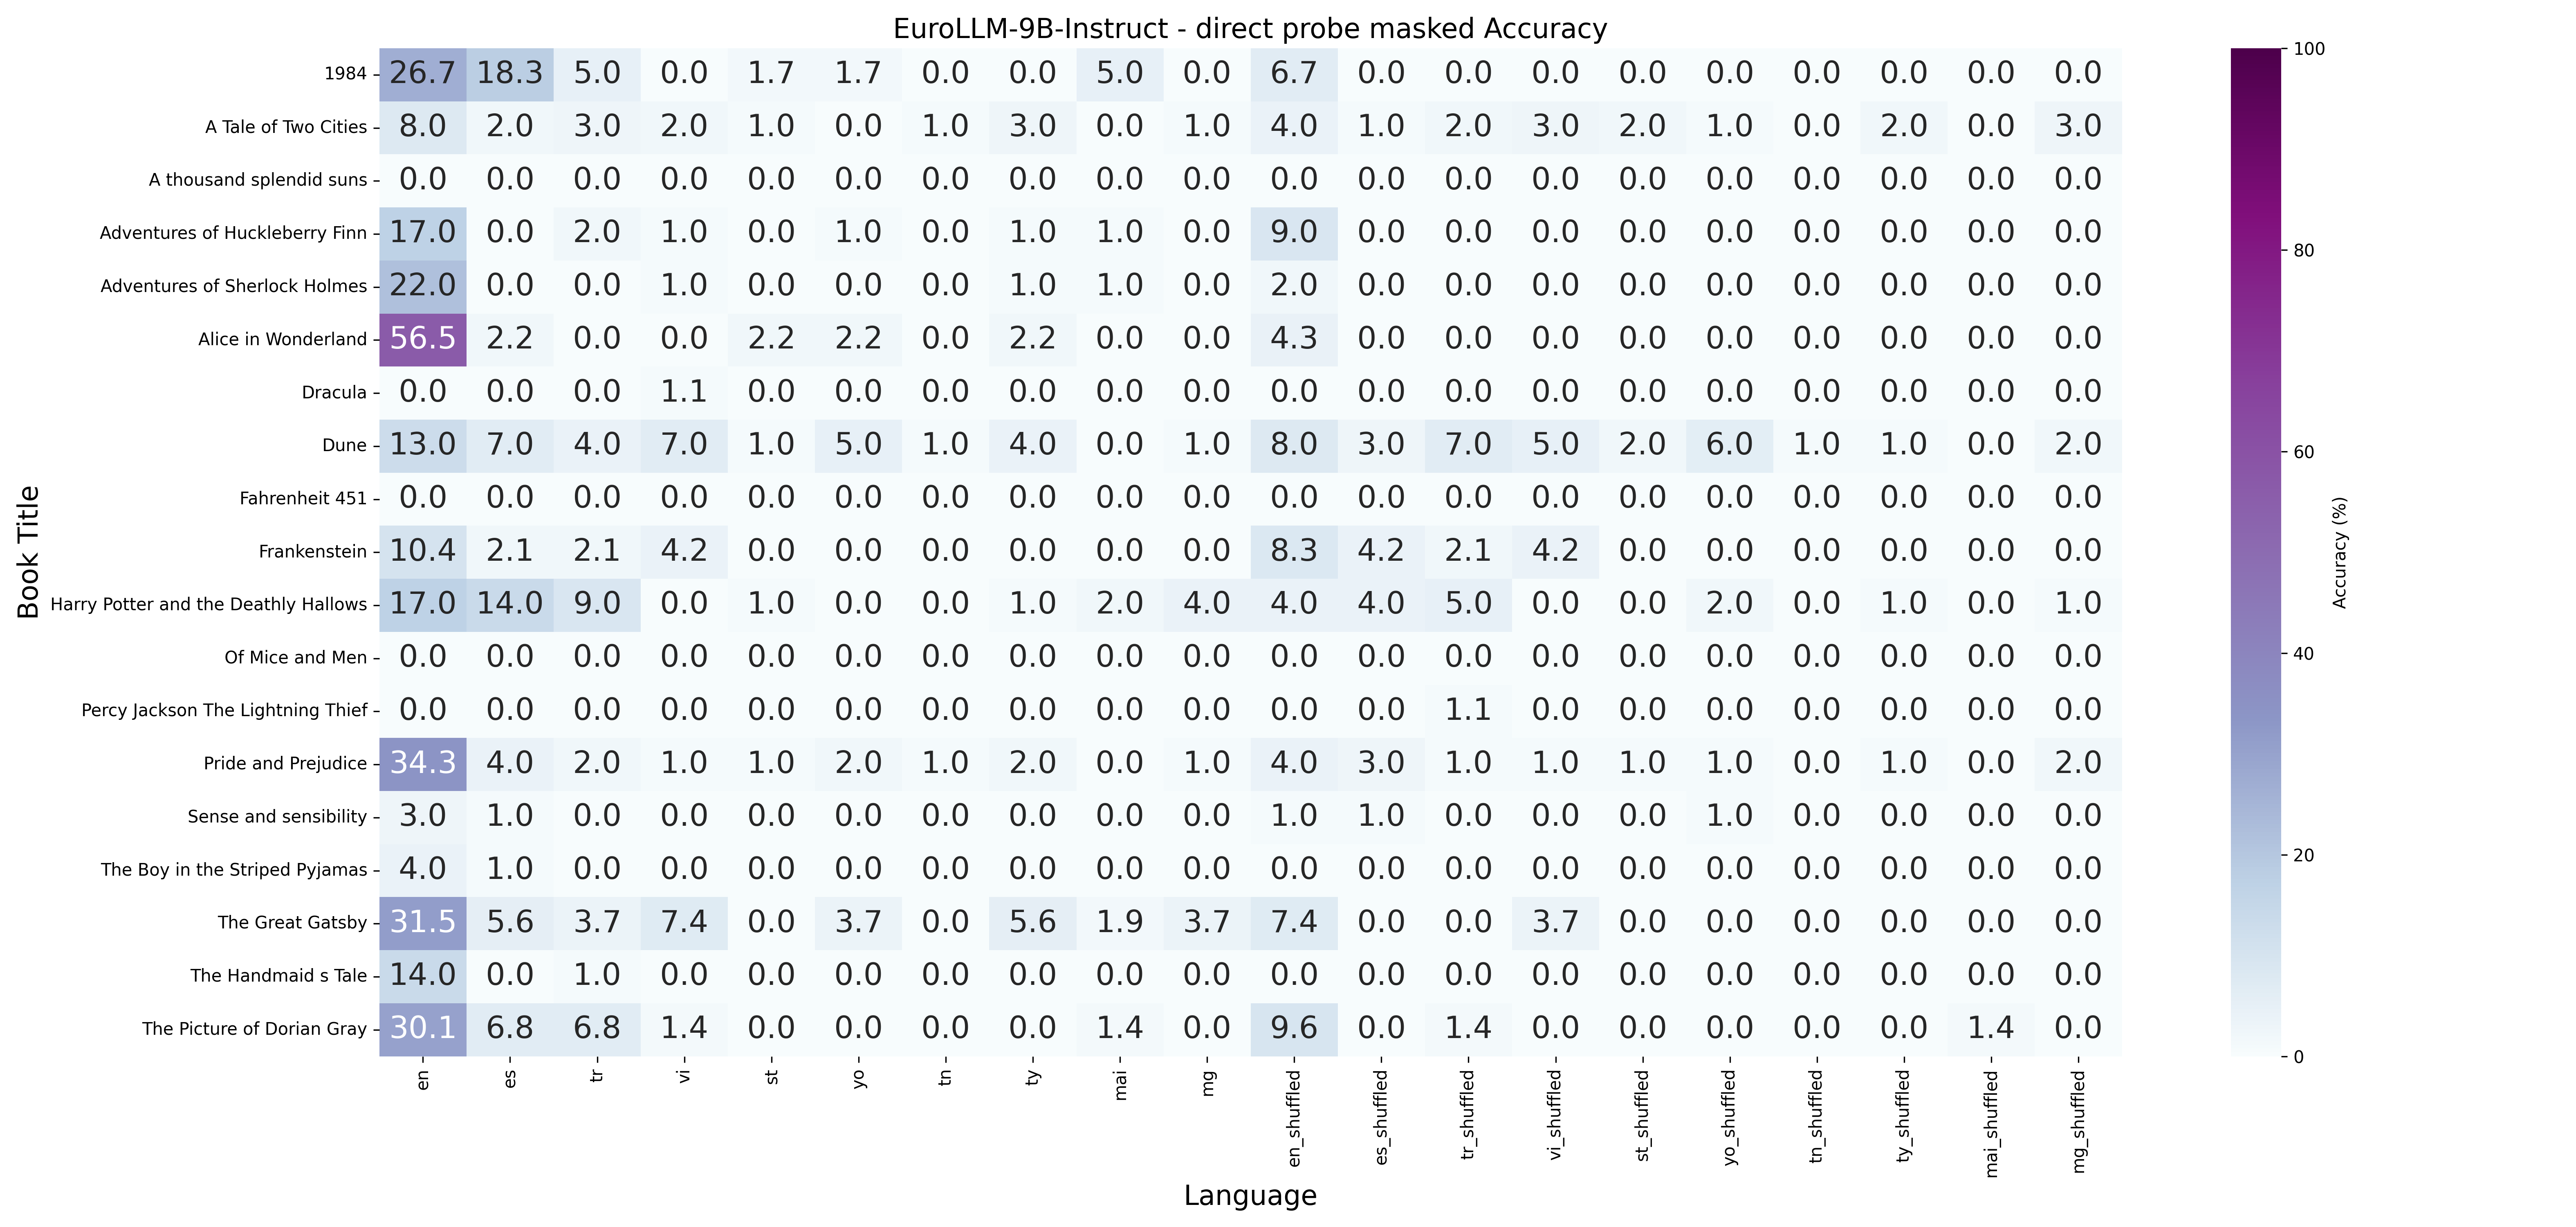 EuroLLM-9B-Instruct - direct probe masked Accuracy
1984 26.7 18.3 5.0 0.0 1.7 1.7 0.0 0.0 5.0 0.0 6.7 0.0 0.0 0.0 0.0 0.0 0.0 0.0 0.0 0.0
A Tale of Two Cities 8.0 2.0 3.0 2.0 1.0 0.0 1.0 3.0 0.0 1.0 4.0 1.0 2.0 3.0 2.0 1.0 0.0 2.0 0.0 3.0
A thousand splendid suns 0.0 0.0 0.0 0.0 0.0 0.0 0.0 0.0 0.0 0.0 0.0 0.0 0.0 0.0 0.0 0.0 0.0 0.0 0.0 0.0
Adventures of Huckleberry Finn 17.0 0.0 2.0 1.0 0.0 1.0 0.0 1.0 1.0 0.0 9.0 0.0 0.0 0.0 0.0 0.0 0.0 0.0 0.0 0.0
Adventures of Sherlock Holmes 22.0 0.0 0.0 1.0 0.0 0.0 0.0 1.0 1.0 0.0 2.0 0.0 0.0 0.0 0.0 0.0 0.0 0.0 0.0 0.0
Alice in Wonderland 56.5 2.2 0.0 0.0 2.2 2.2 0.0 2.2 0.0 0.0 4.3 0.0 0.0 0.0 0.0 0.0 0.0 0.0 0.0 0.0
Dracula 0.0 0.0 0.0 1.1 0.0 0.0 0.0 0.0 0.0 0.0 0.0 0.0 0.0 0.0 0.0 0.0 0.0 0.0 0.0 0.0
Dune 13.0 7.0 4.0 7.0 1.0 5.0 1.0 4.0 0.0 1.0 8.0 3.0 7.0 5.0 2.0 6.0 1.0 1.0 0.0 2.0
Fahrenheit 451 0.0 0.0 0.0 0.0 0.0 0.0 0.0 0.0 0.0 0.0 0.0 0.0 0.0 0.0 0.0 0.0 0.0 0.0 0.0 0.0
Frankenstein 10.4 2.1 2.1 4.2 0.0 0.0 0.0 0.0 0.0 0.0 8.3 4.2 2.1 4.2 0.0 0.0 0.0 0.0 0.0 0.0
Harry Potter and the Deathly Hallows 17.0 14.0 9.0 0.0 1.0 0.0 0.0 1.0 2.0 4.0 4.0 4.0 5.0 0.0 0.0 2.0 0.0 1.0 0.0 1.0
Of Mice and Men 0.0 0.0 0.0 0.0 0.0 0.0 0.0 0.0 0.0 0.0 0.0 0.0 0.0 0.0 0.0 0.0 0.0 0.0 0.0 0.0
Percy Jackson The Lightning Thief 0.0 0.0 0.0 0.0 0.0 0.0 0.0 0.0 0.0 0.0 0.0 0.0 1.1 0.0 0.0 0.0 0.0 0.0 0.0 0.0
Pride and Prejudice 34.3 4.0 2.0 1.0 1.0 2.0 1.0 2.0 0.0 1.0 4.0 3.0 1.0 1.0 1.0 1.0 0.0 1.0 0.0 2.0
Sense and sensibility 3.0 1.0 0.0 0.0 0.0 0.0 0.0 0.0 0.0 0.0 1.0 1.0 0.0 0.0 0.0 1.0 0.0 0.0 0.0 0.0
The Boy in the Striped Pyjamas 4.0 1.0 0.0 0.0 0.0 0.0 0.0 0.0 0.0 0.0 0.0 0.0 0.0 0.0 0.0 0.0 0.0 0.0 0.0 0.0
The Great Gatsby 31.5 5.6 3.7 7.4 0.0 3.7 0.0 5.6 1.9 3.7 7.4 0.0 0.0 3.7 0.0 0.0 0.0 0.0 0.0 0.0
The Handmaid s Tale 14.0 0.0 1.0 0.0 0.0 0.0 0.0 0.0 0.0 0.0 0.0 0.0 0.0 0.0 0.0 0.0 0.0 0.0 0.0 0.0
The Picture of Dorian Gray 30.1 6.8 6.8 1.4 0.0 0.0 0.0 0.0 1.4 0.0 9.6 0.0 1.4 0.0 0.0 0.0 0.0 0.0 1.4 0.0
en es tr vi st yo tn ty mai mg en_shuffled es_shuffled tr_shuffled vi_shuffled st_shuffled yo_shuffled tn_shuffled ty_shuffled mai_shuffled mg_shuffled
Language
Book Title
100
80
60
40
20
0
Accuracy (%)